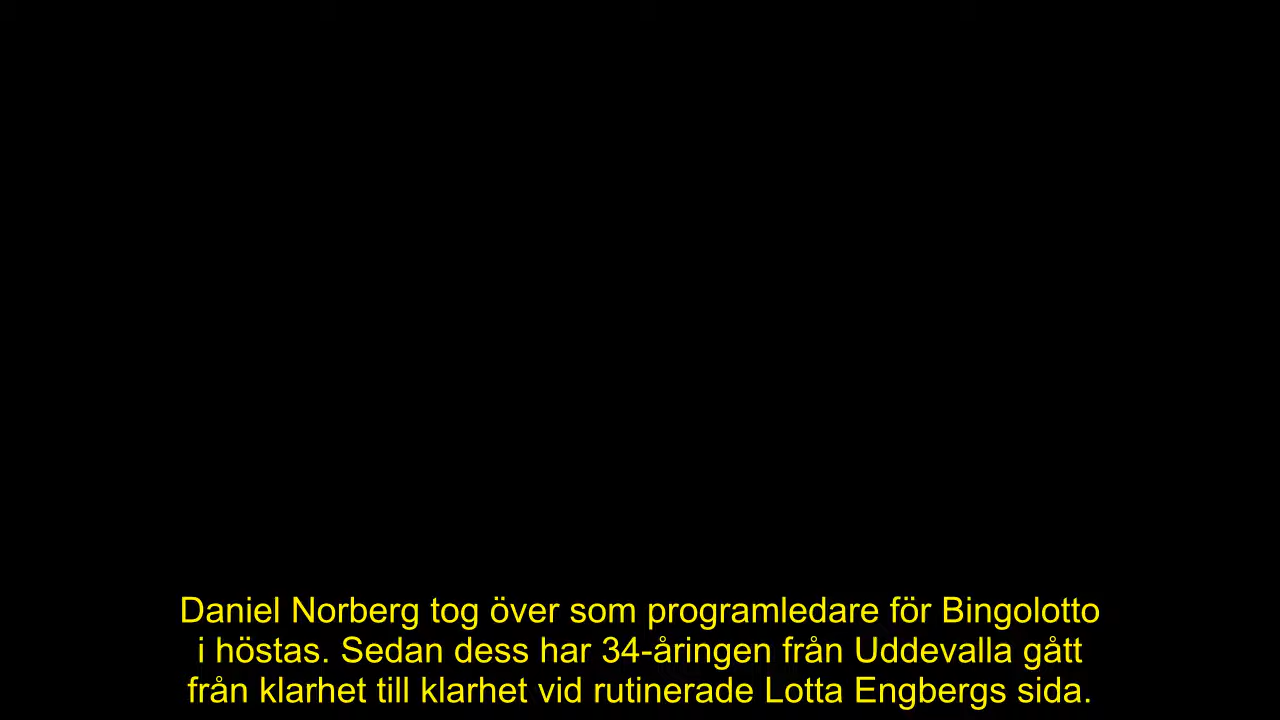 Daniel Norberg tog över som programledare för Bingolotto
i höstas. Sedan dess har 34-åringen från Uddevalla gått
från klarhet till klarhet vid rutinerade Lotta Engbergs sida.